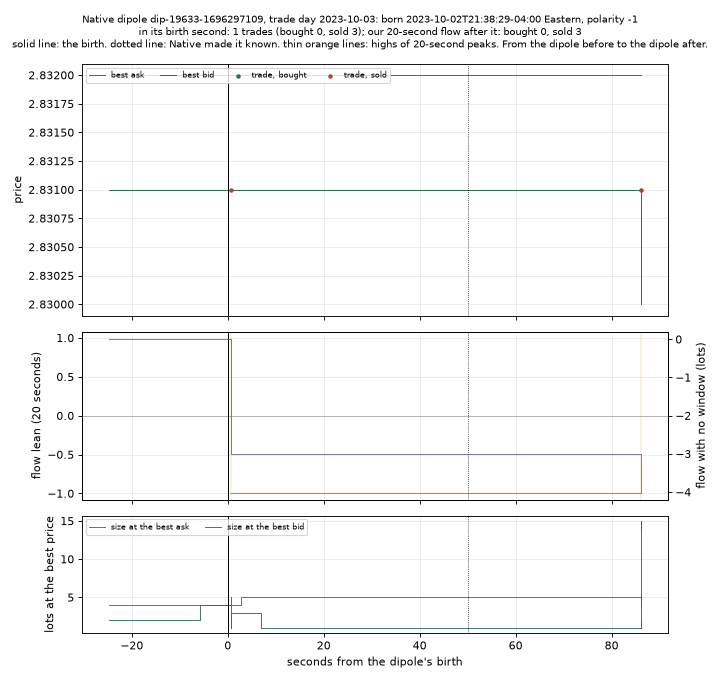 Native dipole dip-19633-1696297109, trade day 2023-10-03: born 2023-10-02T21:38:29-04:00 Eastern, polarity -1
in its birth second: 1 trades (bought 0, sold 3); our 20-second flow after it: bought 0, sold 3
solid line: the birth. dotted line: Native made it known. thin orange lines: highs of 20-second peaks. From the dipole before to the dipole after.
best ask
best bid
trade, bought
trade, sold
2.83200
2.83175
2.83150
2.83125
2.83100
2.83075
2.83050
2.83025
2.83000
price
1.0
0.5
0.0
−0.5
−1.0
flow lean (20 seconds)
0
−1
−2
−3
−4
flow with no window (lots)
size at the best ask
size at the best bid
15
10
5
lots at the best price
−20
0
20
40
60
80
seconds from the dipole's birth